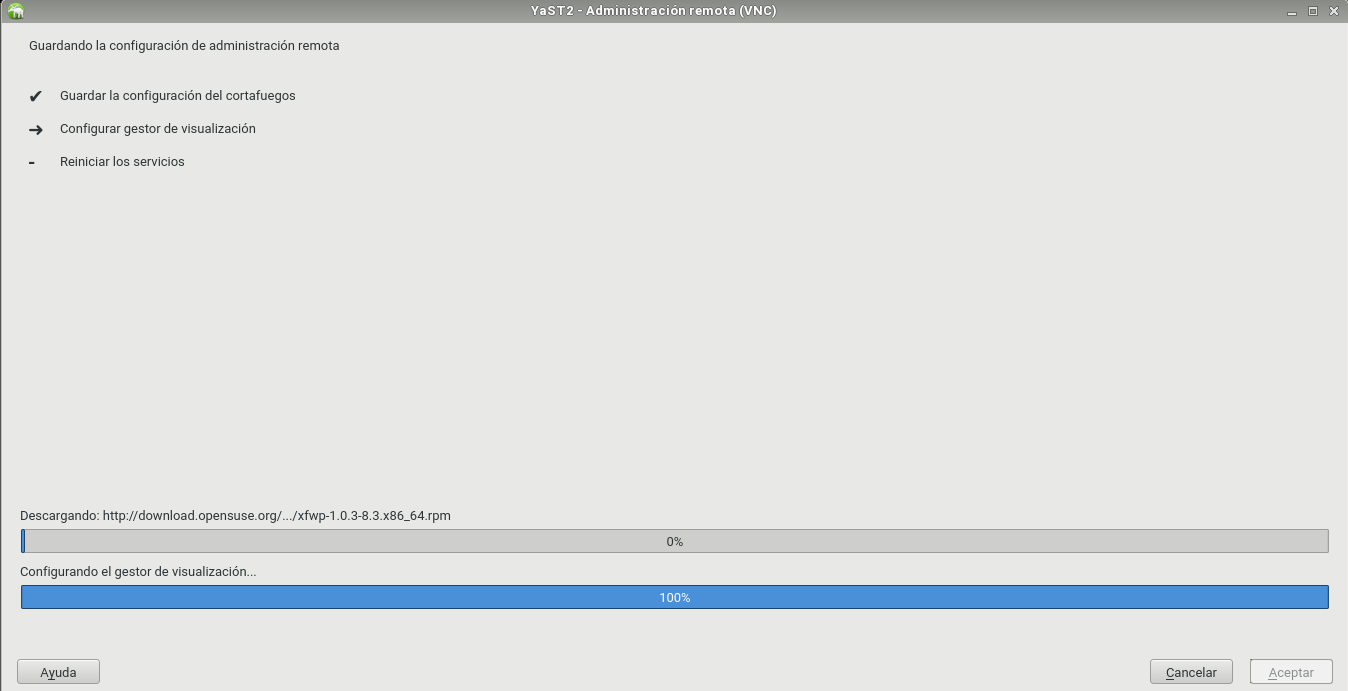 YaST2 - Administración remota (VNC)
Guardando la configuración de administración remota
✔ Guardar la configuración del cortafuegos
➔ Configurar gestor de visualización
- Reiniciar los servicios
Descargando: http://download.opensuse.org/.../xfwp-1.0.3-8.3.x86_64.rpm
0%
Configurando el gestor de visualización...
100%
Ayuda
Cancelar
Aceptar